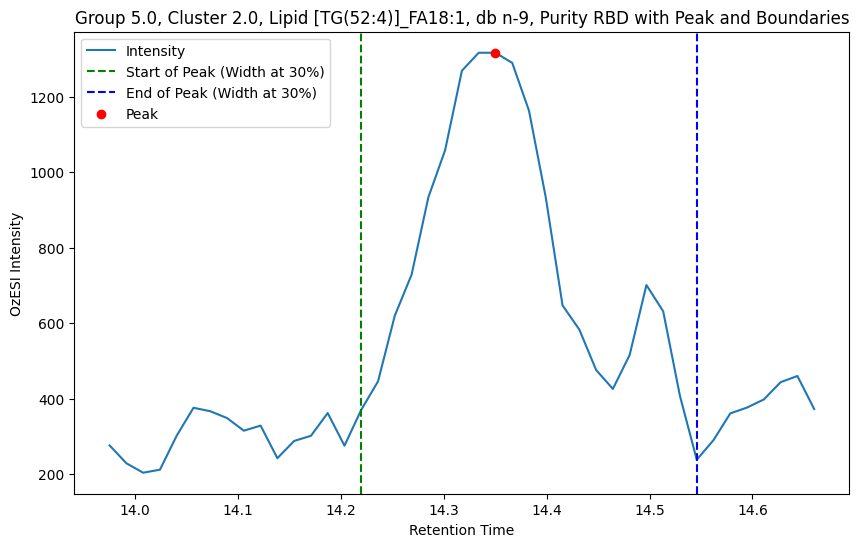 Group 5.0, Cluster 2.0, Lipid [TG(52:4)]_FA18:1, db n-9, Purity RBD with Peak and Boundaries
Intensity
Start of Peak (Width at 30%)
End of Peak (Width at 30%)
Peak
1200
1000
800
600
400
200
OzESI Intensity
14.0 14.1 14.2 14.3 14.4 14.5 14.6
Retention Time